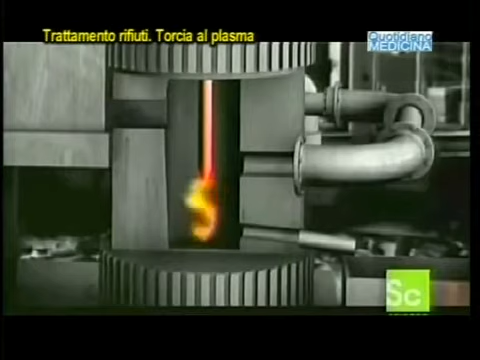 Trattamento rifiuti. Torcia al plasma
Quotidiano
MEDICINA
Sc